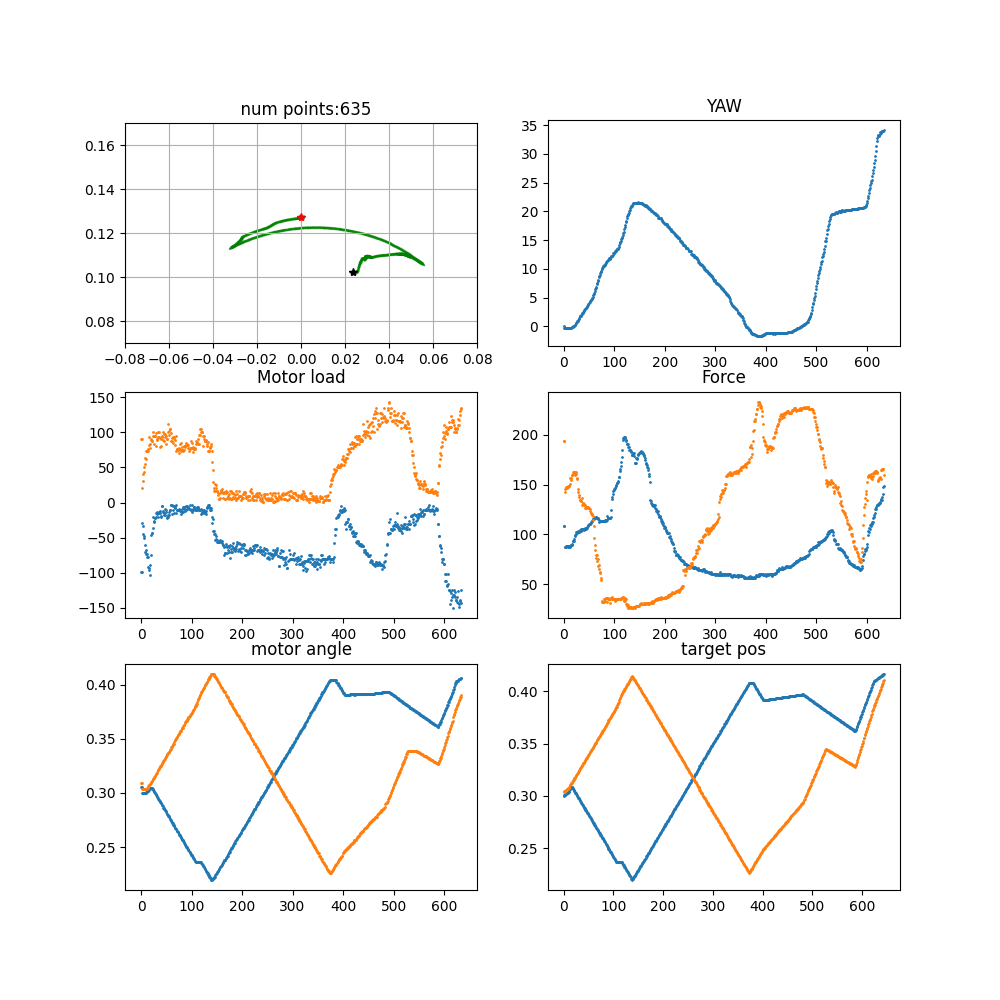 num points:635
0.16
0.14
0.12
0.10
0.08
−0.08 −0.06 −0.04 −0.02 0.00 0.02 0.04 0.06 0.08
YAW
35
30
25
20
15
10
5
0
0 100 200 300 400 500 600
Motor load
150
100
50
0
−50
−100
−150
0 100 200 300 400 500 600
Force
200
150
100
50
0 100 200 300 400 500 600
motor angle
0.40
0.35
0.30
0.25
0 100 200 300 400 500 600
target pos
0.40
0.35
0.30
0.25
0 100 200 300 400 500 600